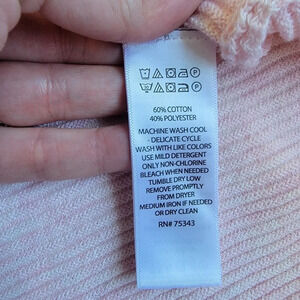 60% COTTON
40% POLYESTER
MACHINE WASH COOL
- DELICATE CYCLE
WASH WITH LIKE COLORS
USE MILD DETERGENT
ONLY NON-CHLORINE
BLEACH WHEN NEEDED
TUMBLE DRY LOW
REMOVE PROMPTLY
FROM DRYER
MEDIUM IRON IF NEEDED
OR DRY CLEAN
RN# 75343